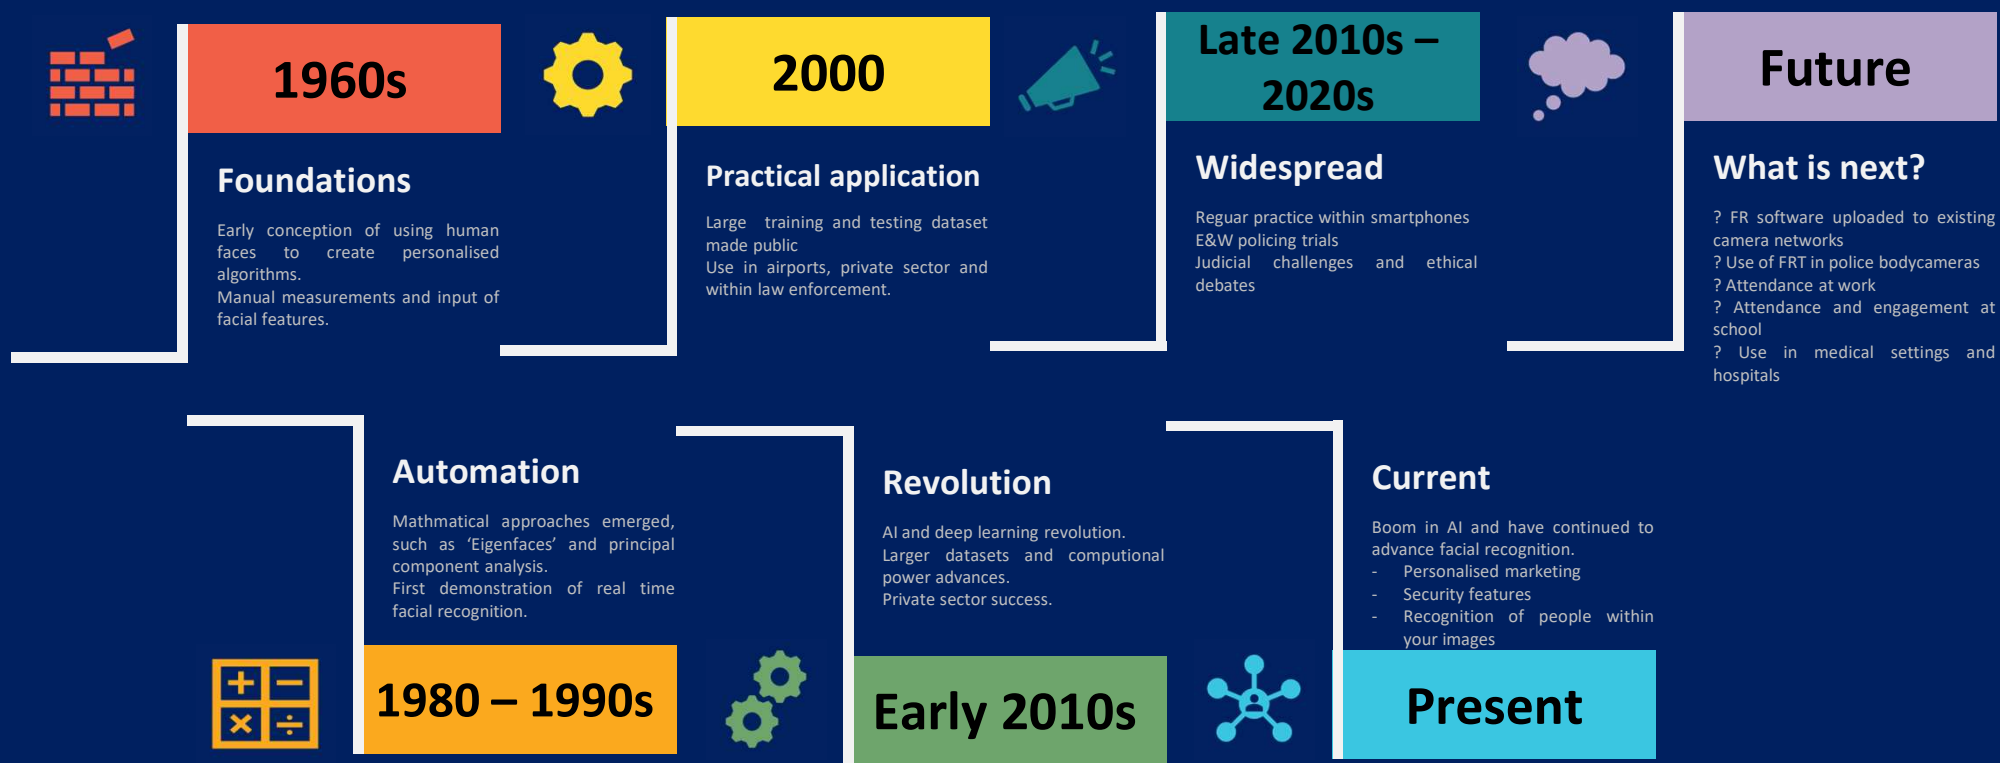 1960s
Foundations
Early conception of using human
faces to create personalised
algorithms.
Manual measurements and input of
facial features.
1980 – 1990s
Automation
Mathmatical approaches emerged,
such as ‘Eigenfaces’ and principal
component analysis.
First demonstration of real time
facial recognition.
2000
Practical application
Large training and testing dataset
made public
Use in airports, private sector and
within law enforcement.
Early 2010s
Revolution
AI and deep learning revolution.
Larger datasets and computional
power advances.
Private sector success.
Late 2010s –
2020s
Widespread
Reguar practice within smartphones
E&W policing trials
Judicial challenges and ethical
debates
Present
Current
Boom in AI and have continued to
advance facial recognition.
- Personalised marketing
- Security features
- Recognition of people within
your images
Future
What is next?
? FR software uploaded to existing
camera networks
? Use of FRT in police bodycameras
? Attendance at work
? Attendance and engagement at
school
? Use in medical settings and
hospitals